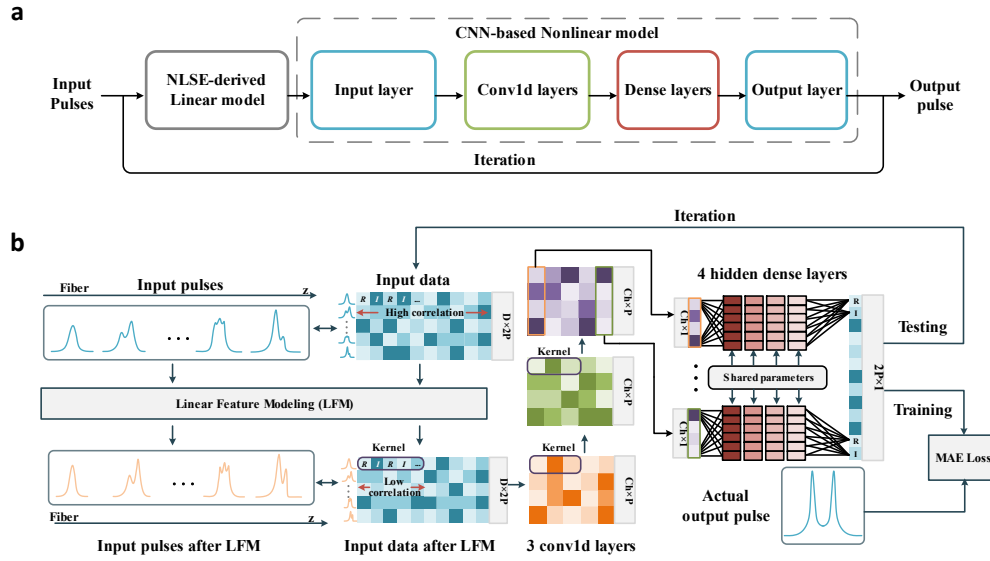 a
CNN-based Nonlinear model
Input
Pulses
NLSE-derived
Linear model
Input layer
Conv1d layers
Dense layers
Output layer
Output
pulse
Iteration
b
Iteration
Input pulses
Fiber
z
Input data
R I R I ...
High correlation
D×2P
Linear Feature Modeling (LFM)
Kernel
R I R I ...
Low
correlation
D×2P
Fiber
z
Input pulses after LFM
Input data after LFM
Ch×P
Kernel
Ch×P
Kernel
Ch×P
3 conv1d layers
4 hidden dense layers
Ch×1
Shared parameters
Ch×1
R
I
R
I
2P×1
Testing
Training
MAE Loss
Actual
output pulse